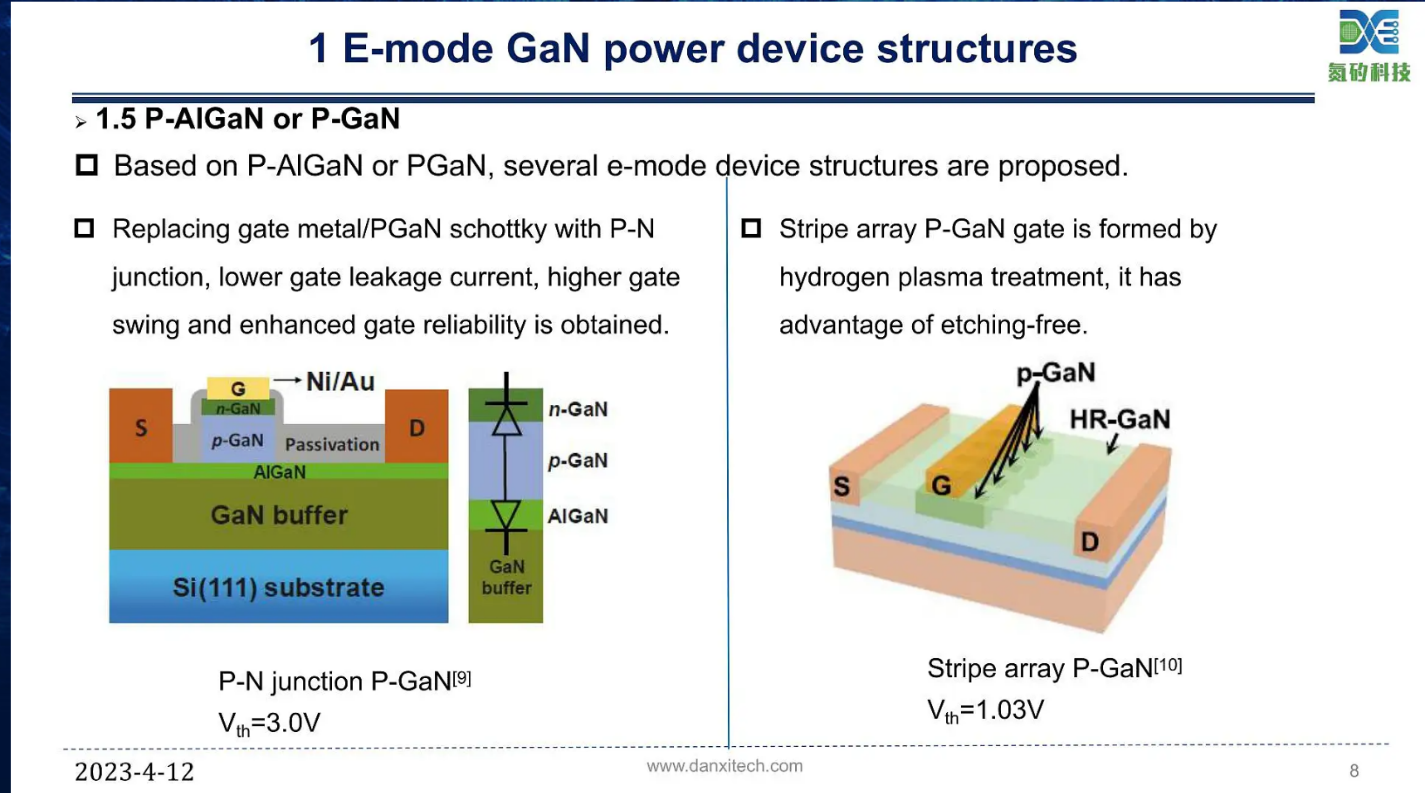 1 E-mode GaN power device structures
氮矽科技
➢ 1.5 P-AlGaN or P-GaN
Based on P-AlGaN or PGaN, several e-mode device structures are proposed.
Replacing gate metal/PGaN schottky with P-N
junction, lower gate leakage current, higher gate
swing and enhanced gate reliability is obtained.
G
Ni/Au
n-GaN
S
p-GaN
Passivation
D
AlGaN
GaN buffer
Si(111) substrate
n-GaN
p-GaN
AlGaN
GaN
buffer
P-N junction P-GaN[9]
Vth=3.0V
Stripe array P-GaN gate is formed by
hydrogen plasma treatment, it has
advantage of etching-free.
p-GaN
HR-GaN
S
G
D
Stripe array P-GaN[10]
Vth=1.03V
2023-4-12
www.danxitech.com
8